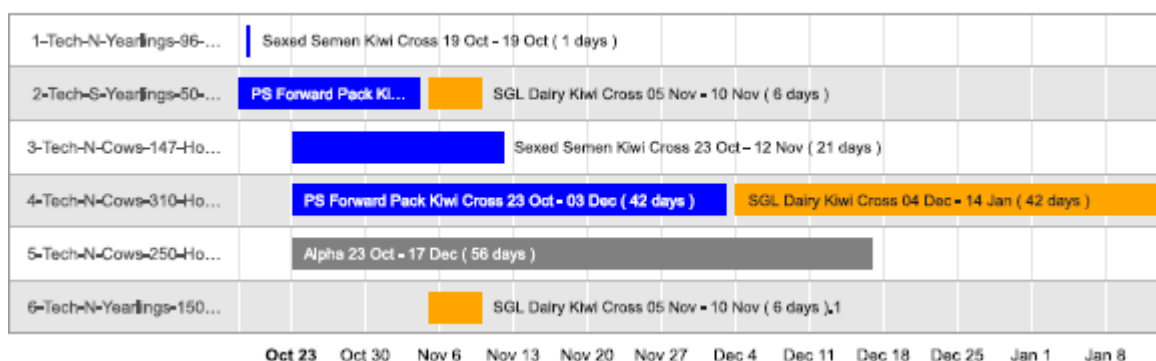 1-Tech-N-Yearlings-96-... Sexed Semen Kiwi Cross 19 Oct - 19 Oct ( 1 days )
2-Tech-S-Yearlings-50-... PS Forward Pack Ki... SGL Dairy Kiwi Cross 05 Nov - 10 Nov ( 6 days )
3-Tech-N-Cows-147-Ho... Sexed Semen Kiwi Cross 23 Oct - 12 Nov ( 21 days )
4-Tech-N-Cows-310-Ho... PS Forward Pack Kiwi Cross 23 Oct - 03 Dec ( 42 days ) SGL Dairy Kiwi Cross 04 Dec - 14 Jan ( 42 days )
5-Tech-N-Cows-250-Ho... Alpha 23 Oct - 17 Dec ( 56 days )
6-Tech-N-Yearlings-150... SGL Dairy Kiwi Cross 05 Nov - 10 Nov ( 6 days ).1
Oct 23 Oct 30 Nov 6 Nov 13 Nov 20 Nov 27 Dec 4 Dec 11 Dec 18 Dec 25 Jan 1 Jan 8